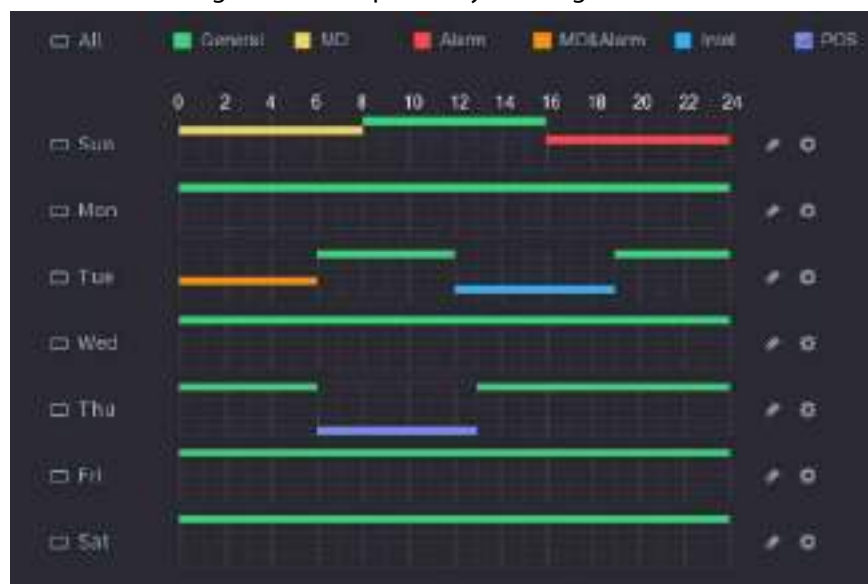 All General MD Alarm MD&Alarm Intel POS
0 2 4 6 8 10 12 14 16 18 20 22 24
Sun
Mon
Tue
Wed
Thu
Fri
Sat